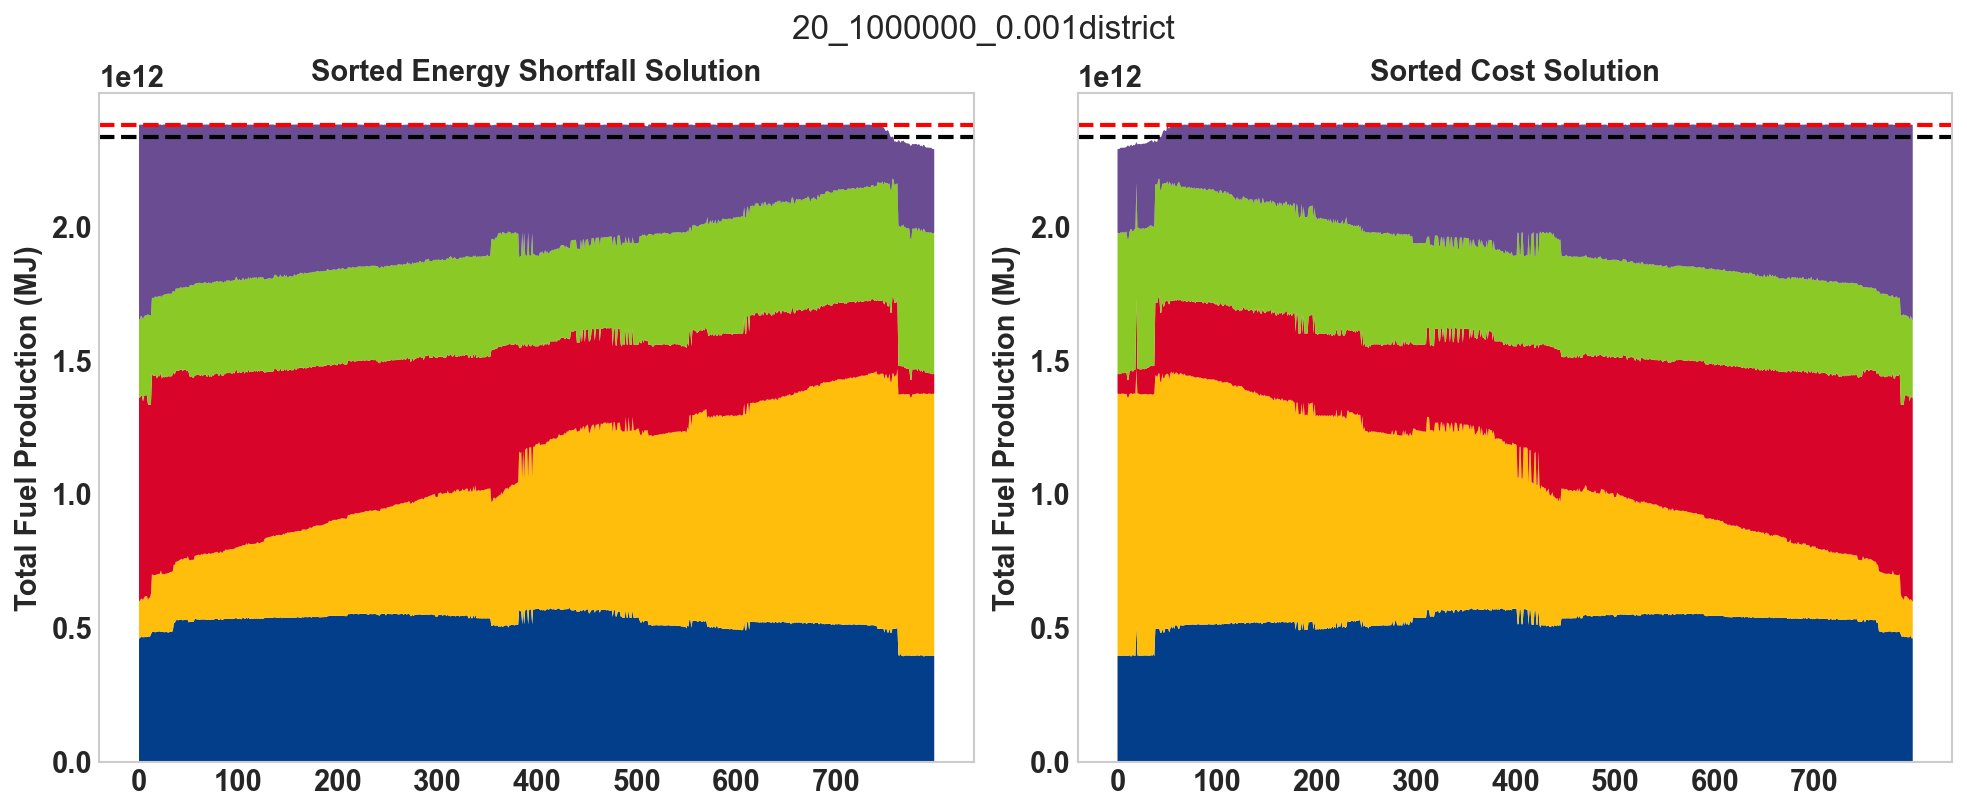 20_1000000_0.001district
Sorted Energy Shortfall Solution
1e12
Total Fuel Production (MJ)
2.0
1.5
1.0
0.5
0.0
0 100 200 300 400 500 600 700
Sorted Cost Solution
1e12
Total Fuel Production (MJ)
2.0
1.5
1.0
0.5
0.0
0 100 200 300 400 500 600 700